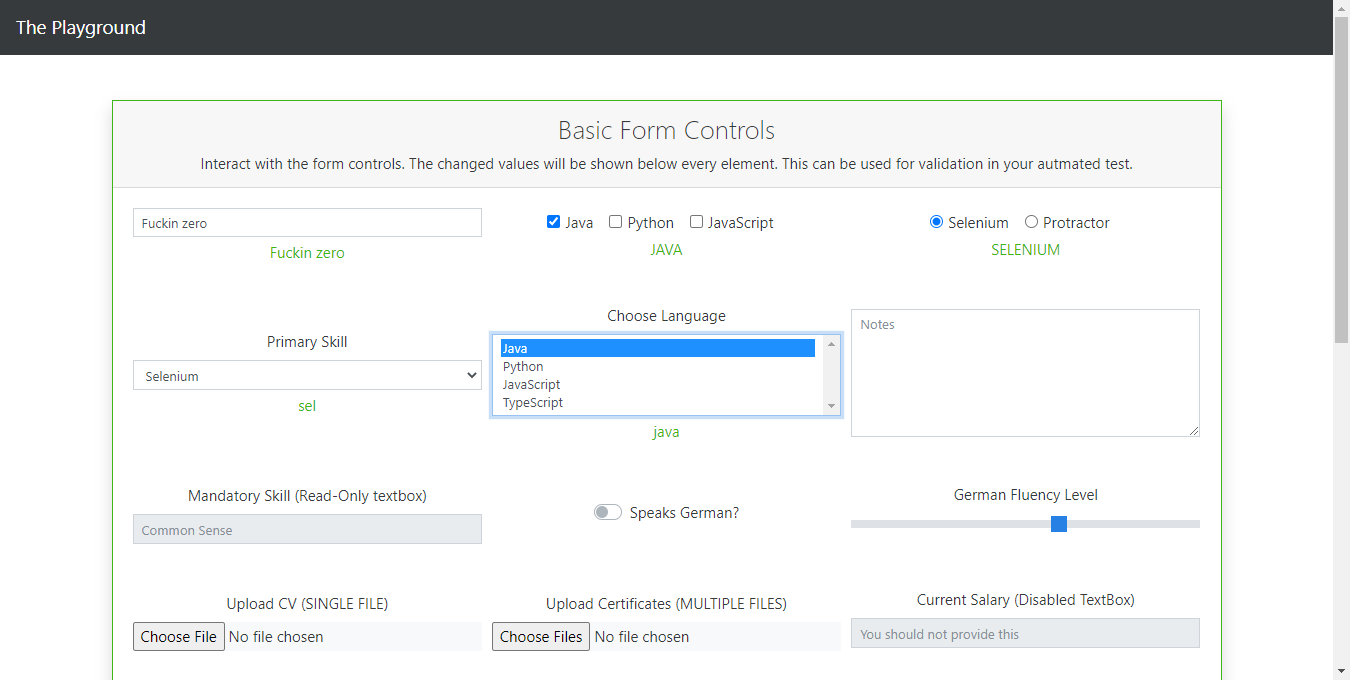 The Playground
Basic Form Controls
Interact with the form controls. The changed values will be shown below every element. This can be used for validation in your autmated test.
Fuckin zero
Fuckin zero
Java Python JavaScript
JAVA
Selenium Protractor
SELENIUM
Primary Skill
Selenium
sel
Choose Language
Java
Python
JavaScript
TypeScript
java
Notes
Mandatory Skill (Read-Only textbox)
Common Sense
Speaks German?
German Fluency Level
Upload CV (SINGLE FILE)
Choose File No file chosen
Upload Certificates (MULTIPLE FILES)
Choose Files No file chosen
Current Salary (Disabled TextBox)
You should not provide this